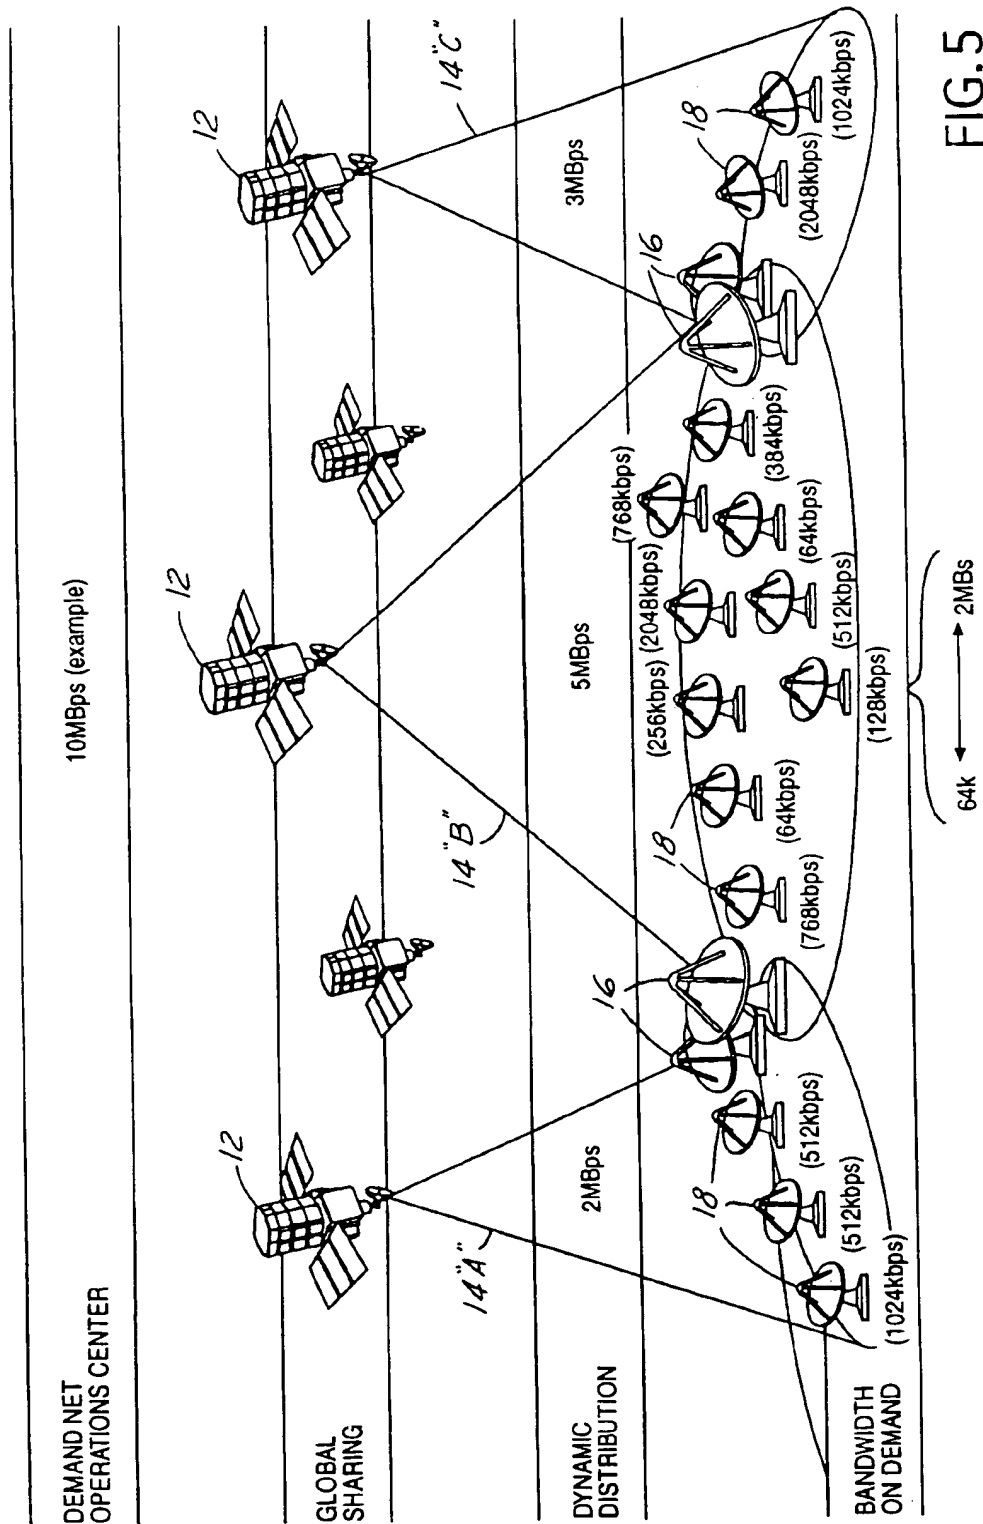 DEMAND NET
OPERATIONS CENTER
10MBps (example)
12
12
12
GLOBAL
SHARING
14"A"
14"B"
14"C"
DYNAMIC
DISTRIBUTION
2MBps
5MBps
3MBps
16
16
18
18
18
(1024kbps)
(512kbps)
(512kbps)
(768kbps)
(64kbps)
(256kbps)
(128kbps)
(2048kbps)
(512kbps)
(768kbps)
(64kbps)
(384kbps)
(2048kbps)
(1024kbps)
BANDWIDTH
ON DEMAND
64k
2MBs
FIG.5